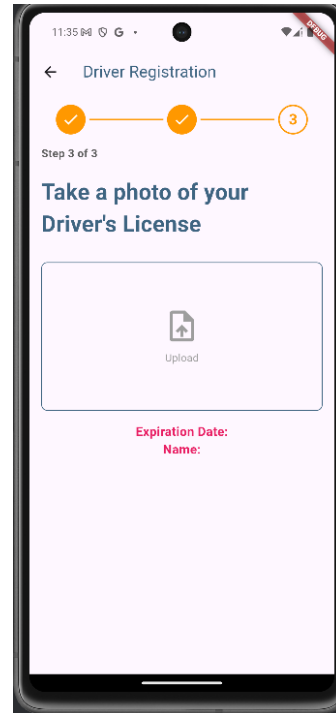 11:35 M G
DEBUG
Driver Registration
3
Step 3 of 3
Take a photo of your
Driver's License
Upload
Expiration Date:
Name: